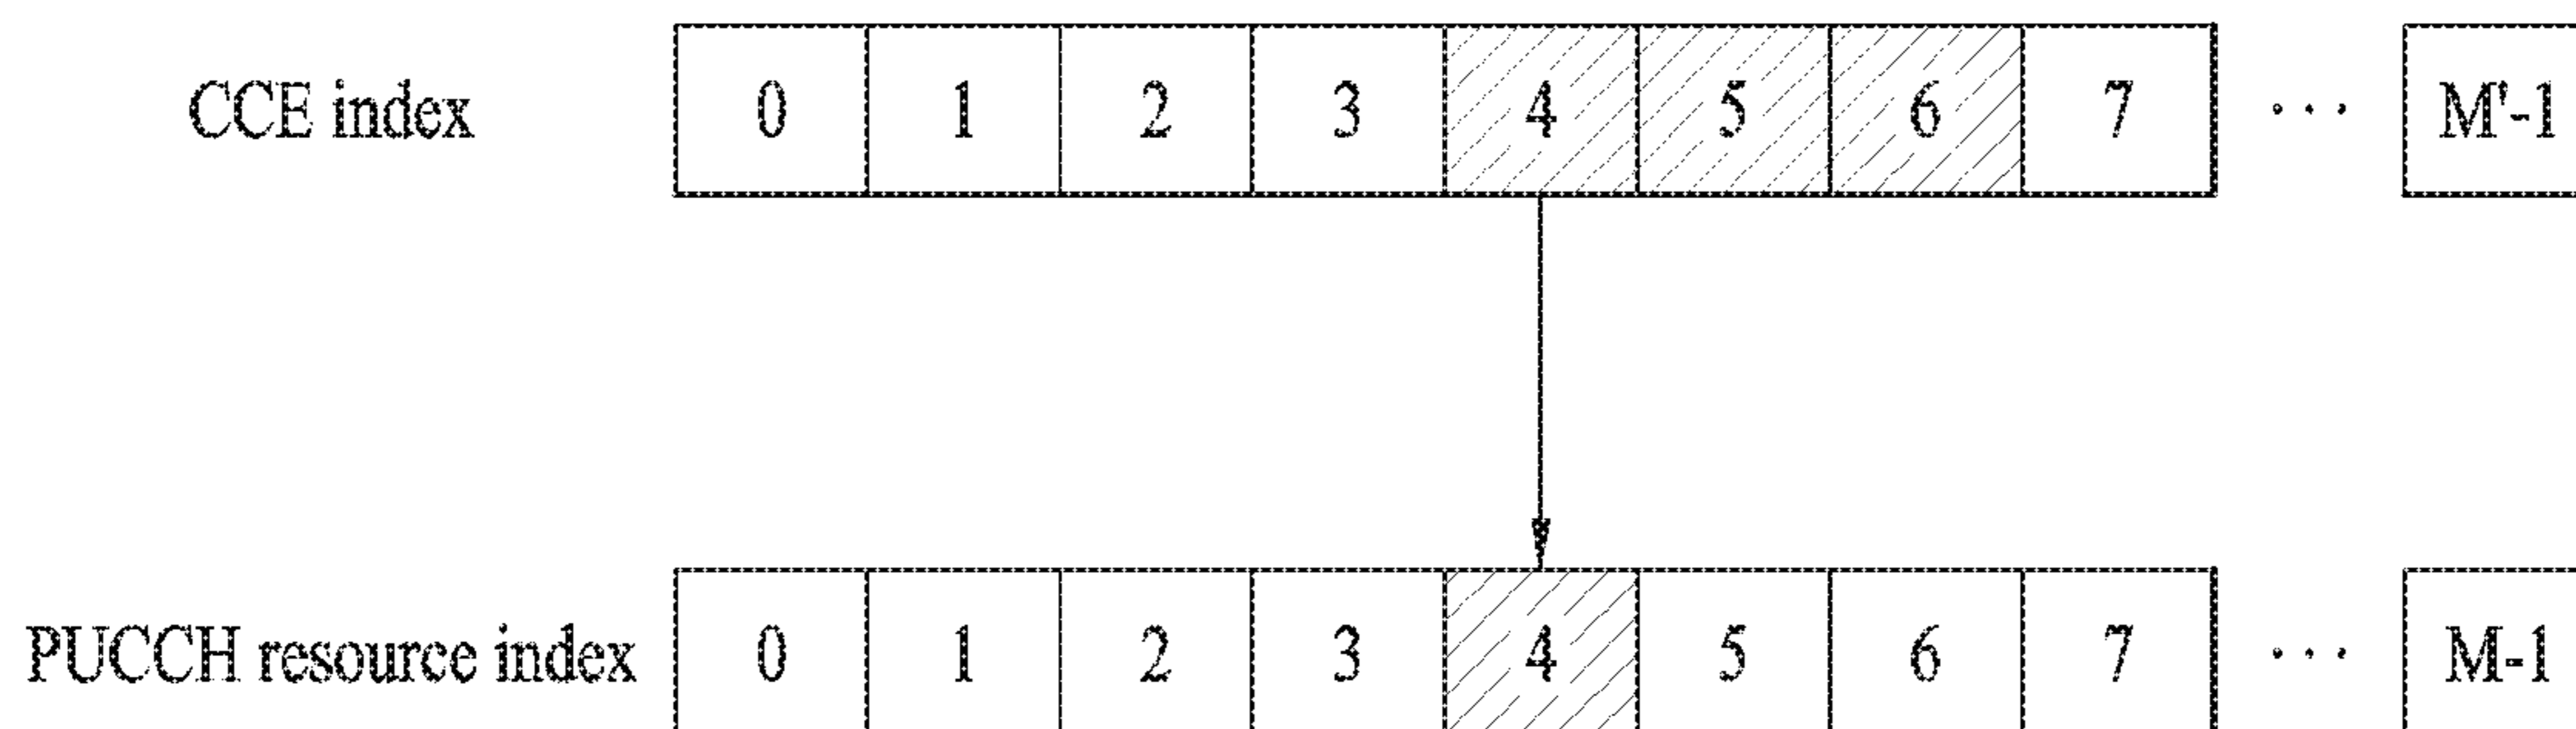 CCE index 0 1 2 3 4 5 6 7 ... M'-1
PUCCH resource index 0 1 2 3 4 5 6 7 ... M-1